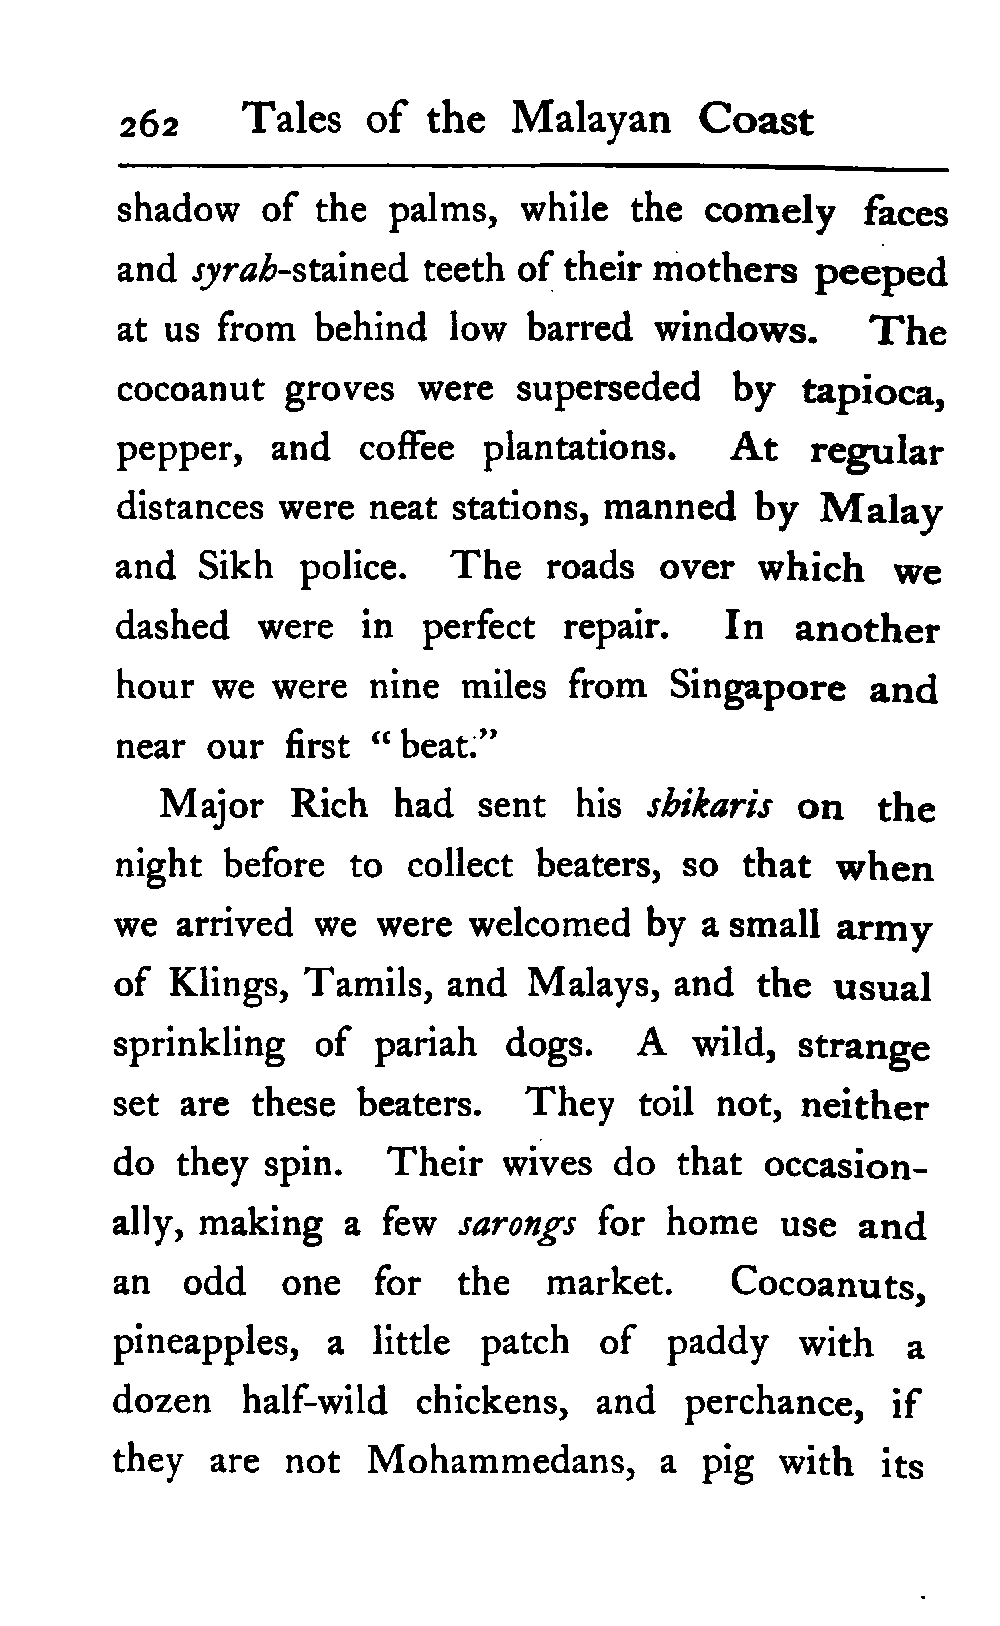 262 Tales of the Malayan Coast
shadow of the palms, while the comely faces
and syrah-stained teeth of their mothers peeped
at us from behind low barred windows. The
cocoanut groves were superseded by tapioca,
pepper, and coffee plantations. At regular
distances were neat stations, manned by Malay
and Sikh police. The roads over which we
dashed were in perfect repair. In another
hour we were nine miles from Singapore and
near our first “ beat.”
Major Rich had sent his shikaris on the
night before to collect beaters, so that when
we arrived we were welcomed by a small army
of Klings, Tamils, and Malays, and the usual
sprinkling of pariah dogs. A wild, strange
set are these beaters. They toil not, neither
do they spin. Their wives do that occasion-
ally, making a few sarongs for home use and
an odd one for the market. Cocoanuts,
pineapples, a little patch of paddy with a
dozen half-wild chickens, and perchance, if
they are not Mohammedans, a pig with its